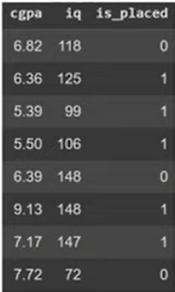 cgpa iq is_placed
6.82 118 0
6.36 125 1
5.39 99 1
5.50 106 1
6.39 148 0
9.13 148 1
7.17 147 1
7.72 72 0